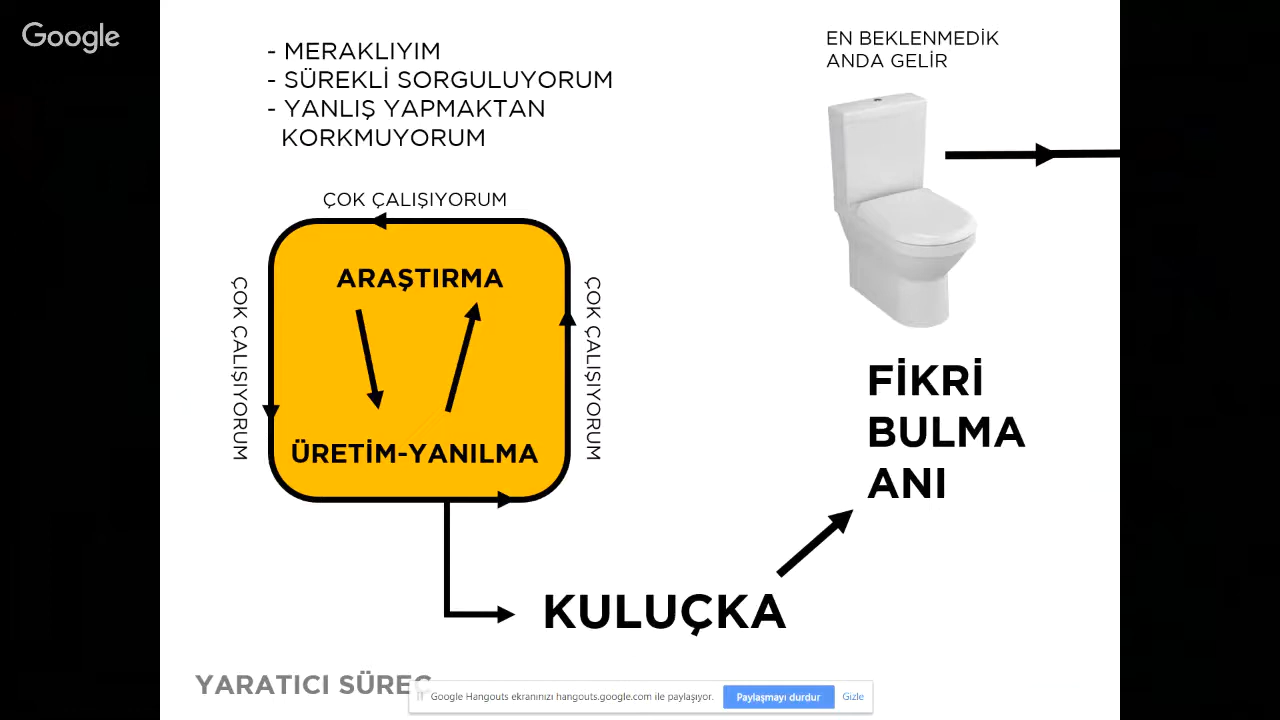 Google
- MERAKLIYIM
- SÜREKLİ SORGULUYORUM
- YANLIŞ YAPMAKTAN
KORKMUYORUM
EN BEKLENMEDİK
ANDA GELİR
ÇOK ÇALIŞIYORUM
ÇOK ÇALIŞIYORUM
ARAŞTIRMA
ÜRETİM-YANILMA
ÇOK ÇALIŞIYORUM
FİKRİ
BULMA
ANI
KULUÇKA
YARATICI SÜREÇ
Google Hangouts ekranınızı hangouts.google.com ile paylaşıyor.
Paylaşmayı durdur
Gizle